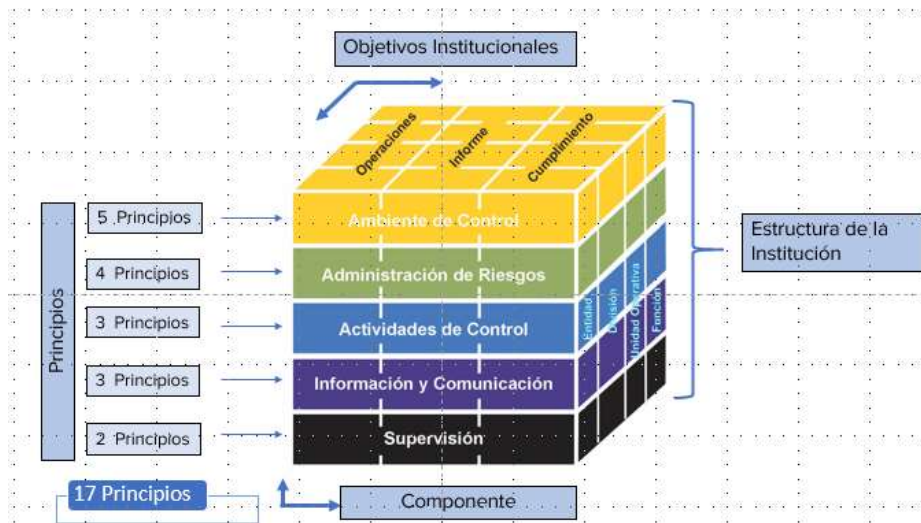 Objetivos Institucionales
Operaciones
Informe
Cumplimiento
Principios
5 Principios
Ambiente de Control
4 Principios
Administración de Riesgos
3 Principios
Actividades de Control
3 Principios
Información y Comunicación
2 Principios
Supervisión
Entidad
División
Unidad Operativa
Función
Estructura de la
Institución
17 Principios
Componente